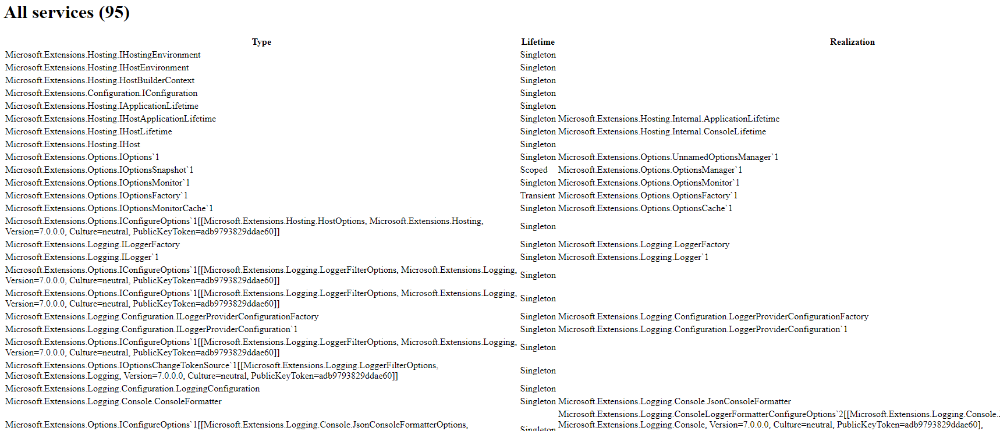 All services (95)
Type Lifetime Realization
Microsoft.Extensions.Hosting.IHostingEnvironment Singleton
Microsoft.Extensions.Hosting.IHostEnvironment Singleton
Microsoft.Extensions.Hosting.HostBuilderContext Singleton
Microsoft.Extensions.Configuration.IConfiguration Singleton
Microsoft.Extensions.Hosting.IApplicationLifetime Singleton
Microsoft.Extensions.Hosting.IHostApplicationLifetime Singleton Microsoft.Extensions.Hosting.Internal.ApplicationLifetime
Microsoft.Extensions.Hosting.IHostLifetime Singleton Microsoft.Extensions.Hosting.Internal.ConsoleLifetime
Microsoft.Extensions.Hosting.IHost Singleton
Microsoft.Extensions.Options.IOptions`1 Singleton Microsoft.Extensions.Options.UnnamedOptionsManager`1
Microsoft.Extensions.Options.IOptionsSnapshot`1 Scoped Microsoft.Extensions.Options.OptionsManager`1
Microsoft.Extensions.Options.IOptionsMonitor`1 Singleton Microsoft.Extensions.Options.OptionsMonitor`1
Microsoft.Extensions.Options.IOptionsFactory`1 Transient Microsoft.Extensions.Options.OptionsFactory`1
Microsoft.Extensions.Options.IOptionsMonitorCache`1 Singleton Microsoft.Extensions.Options.OptionsCache`1
Microsoft.Extensions.Options.IConfigureOptions`1[[Microsoft.Extensions.Hosting.HostOptions, Microsoft.Extensions.Hosting,
Version=7.0.0.0, Culture=neutral, PublicKeyToken=adb9793829ddae60]]
Singleton
Microsoft.Extensions.Logging.ILoggerFactory Singleton Microsoft.Extensions.Logging.LoggerFactory
Microsoft.Extensions.Logging.ILogger`1 Singleton Microsoft.Extensions.Logging.Logger`1
Microsoft.Extensions.Options.IConfigureOptions`1[[Microsoft.Extensions.Logging.LoggerFilterOptions, Microsoft.Extensions.Logging,
Version=7.0.0.0, Culture=neutral, PublicKeyToken=adb9793829ddae60]]
Singleton
Microsoft.Extensions.Options.IConfigureOptions`1[[Microsoft.Extensions.Logging.LoggerFilterOptions, Microsoft.Extensions.Logging,
Version=7.0.0.0, Culture=neutral, PublicKeyToken=adb9793829ddae60]]
Singleton
Microsoft.Extensions.Logging.Configuration.ILoggerProviderConfigurationFactory Singleton Microsoft.Extensions.Logging.Configuration.LoggerProviderConfigurationFactory
Microsoft.Extensions.Logging.Configuration.ILoggerProviderConfiguration`1 Singleton Microsoft.Extensions.Logging.Configuration.LoggerProviderConfiguration`1
Microsoft.Extensions.Options.IConfigureOptions`1[[Microsoft.Extensions.Logging.LoggerFilterOptions, Microsoft.Extensions.Logging,
Version=7.0.0.0, Culture=neutral, PublicKeyToken=adb9793829ddae60]]
Singleton
Microsoft.Extensions.Options.IOptionsChangeTokenSource`1[[Microsoft.Extensions.Logging.LoggerFilterOptions,
Microsoft.Extensions.Logging, Version=7.0.0.0, Culture=neutral, PublicKeyToken=adb9793829ddae60]]
Singleton
Microsoft.Extensions.Logging.Configuration.LoggingConfiguration Singleton
Microsoft.Extensions.Logging.Console.ConsoleFormatter Singleton Microsoft.Extensions.Logging.Console.JsonConsoleFormatter
Microsoft.Extensions.Options.IConfigureOptions`1[[Microsoft.Extensions.Logging.Console.JsonConsoleFormatterOptions,
Singleton
Microsoft.Extensions.Logging.ConsoleLoggerFormatterConfigureOptions`2[[Microsoft.Extensions.Logging.Console.
Microsoft.Extensions.Logging.Console, Version=7.0.0.0, Culture=neutral, PublicKeyToken=adb9793829ddae60],